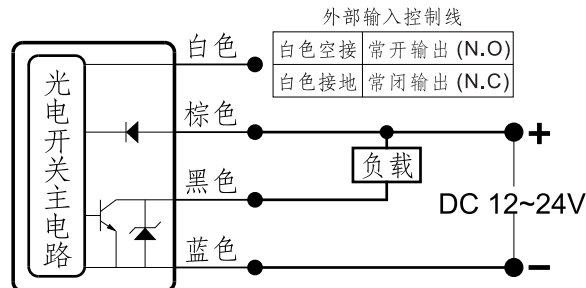 外部输入控制线
白色空接 常开输出 (N.O)
白色接地 常闭输出 (N.C)
白色
光电开关主电路
棕色
+
负载
黑色
DC 12~24V
蓝色
−